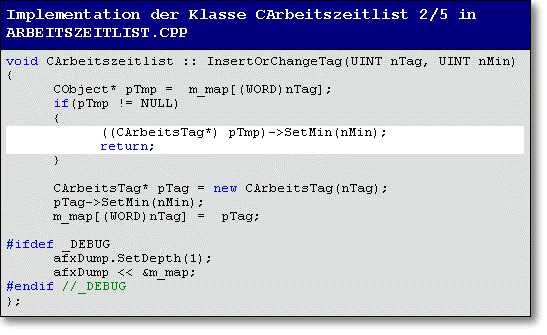 Implementation der Klasse CArbeitszeitlist 2/5 in
ARBEITSZEITLIST.CPP
void CArbeitszeitlist :: InsertOrChangeTag(UINT nTag, UINT nMin)
{
CObject* pTmp =  m_map[(WORD)nTag];
if(pTmp != NULL)
{
((CArbeitsTag*) pTmp)->SetMin(nMin);
return;
}
CArbeitsTag* pTag = new CArbeitsTag(nTag);
pTag->SetMin(nMin);
m_map[(WORD)nTag] =  pTag;
#ifdef _DEBUG
afxDump.SetDepth(1);
afxDump << &m_map;
#endif //_DEBUG
};